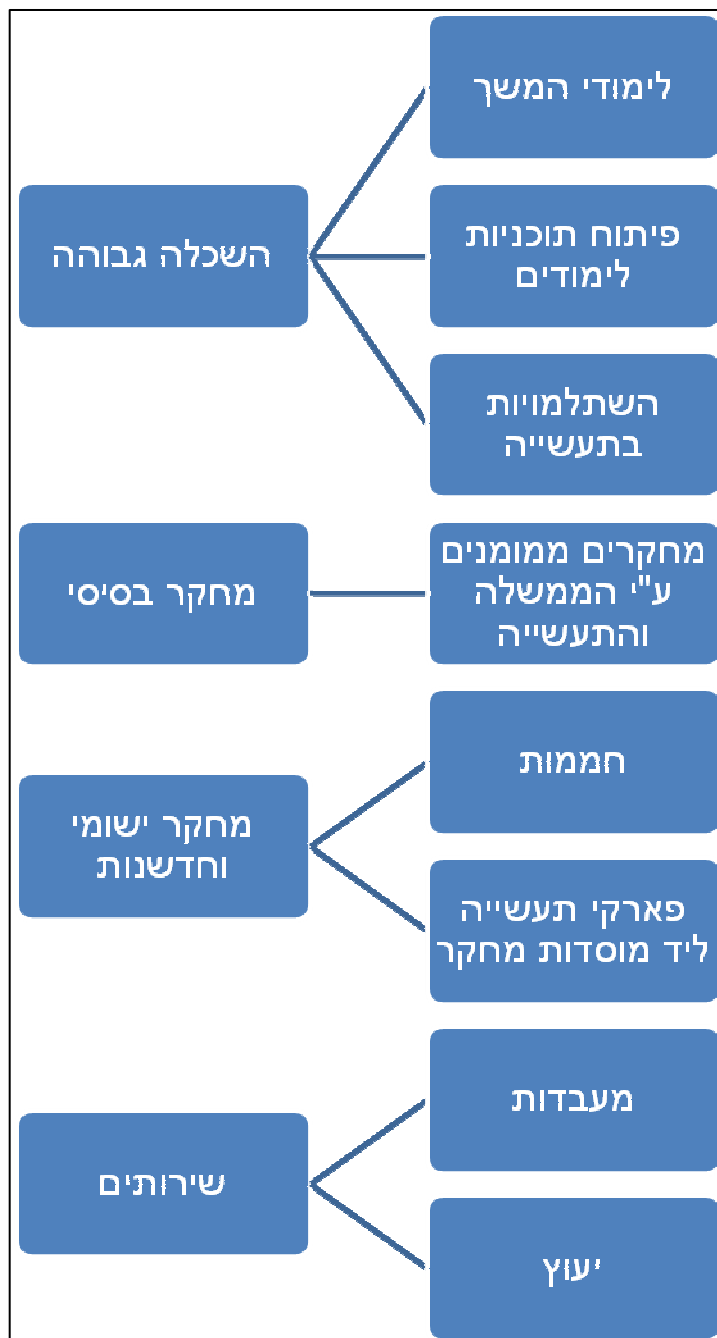 השכלה גבוהה
לימודי המשך
פיתוח תוכניות
לימודים
השתלמויות
בתעשייה
מחקר בסיסי
מחקרים ממומנים
ע"י הממשלה
והתעשייה
מחקר ישומי
וחדשנות
חממות
פארקי תעשייה
ליד מוסדות מחקר
שירותים
מעבדות
יעוץ